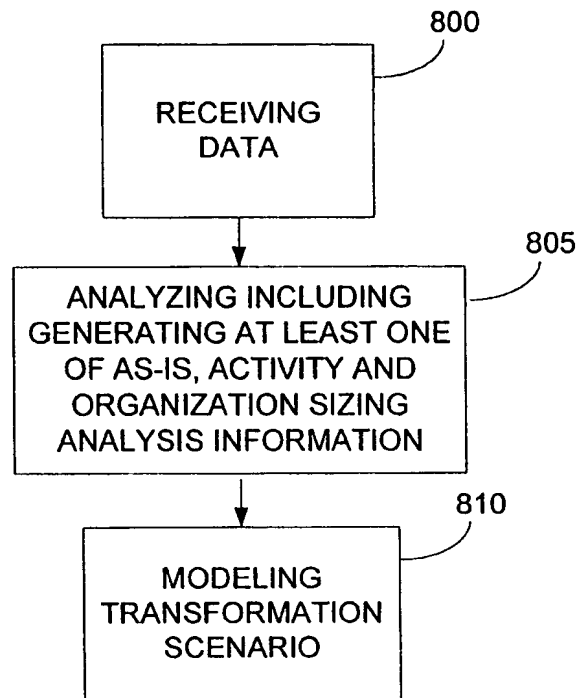 800
RECEIVING
DATA
805
ANALYZING INCLUDING
GENERATING AT LEAST ONE
OF AS-IS, ACTIVITY AND
ORGANIZATION SIZING
ANALYSIS INFORMATION
810
MODELING
TRANSFORMATION
SCENARIO